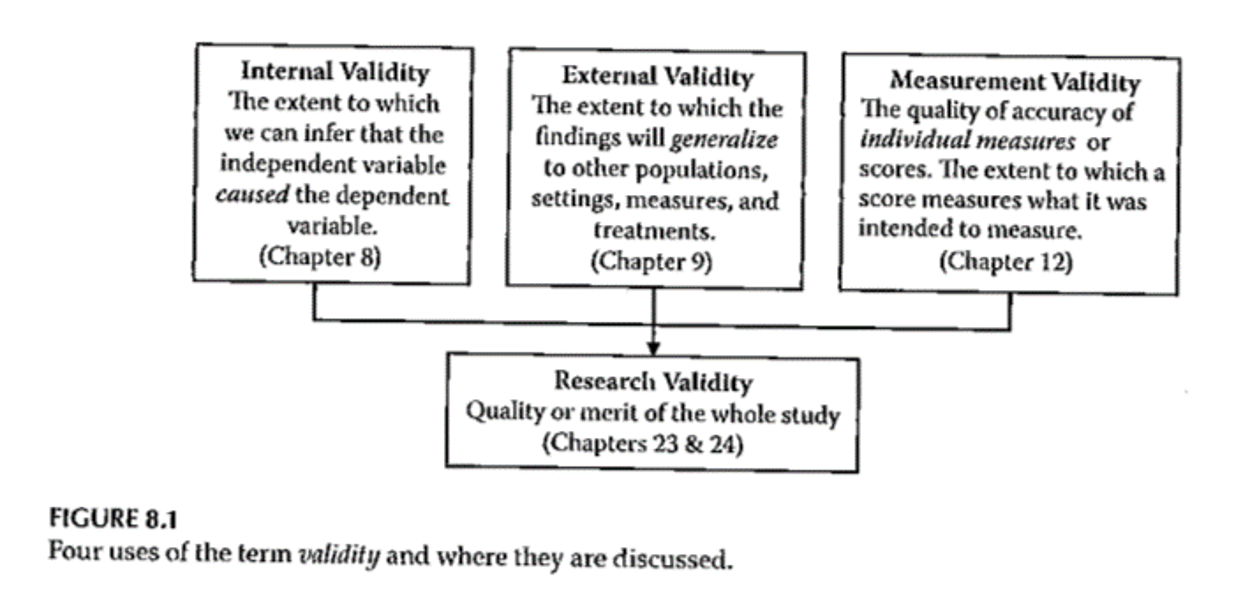 Internal Validity
The extent to which
we can infer that the
independent variable
caused the dependent
variable.
(Chapter 8)
External Validity
The extent to which the
findings will generalize
to other populations,
settings, measures, and
treatments.
(Chapter 9)
Measurement Validity
The quality of accuracy of
individual measures or
scores. The extent to which a
score measures what it was
intended to measure.
(Chapter 12)
Research Validity
Quality or merit of the whole study
(Chapters 23 & 24)
FIGURE 8.1
Four uses of the term validity and where they are discussed.